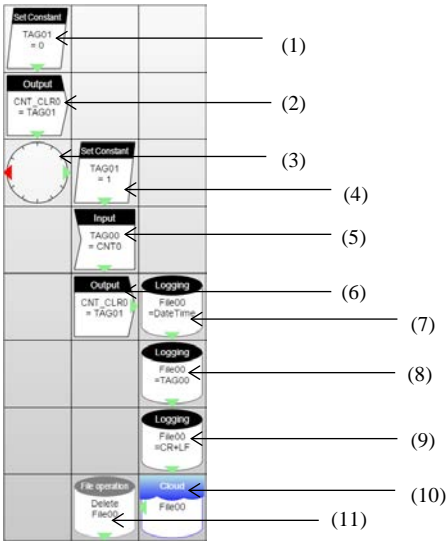 Set Constant
TAG01
= 0
(1)
Output
CNT_CLR0
= TAG01
(2)
(3)
Set Constant
TAG01
= 1
(4)
Input
TAG00
= CNT0
(5)
Output
CNT_CLR0
= TAG01
(6)
Logging
File00
=DateTime
(7)
Logging
File00
=TAG00
(8)
Logging
File00
=CR+LF
(9)
File operation
Delete
File00
(11)
Cloud
File00
(10)